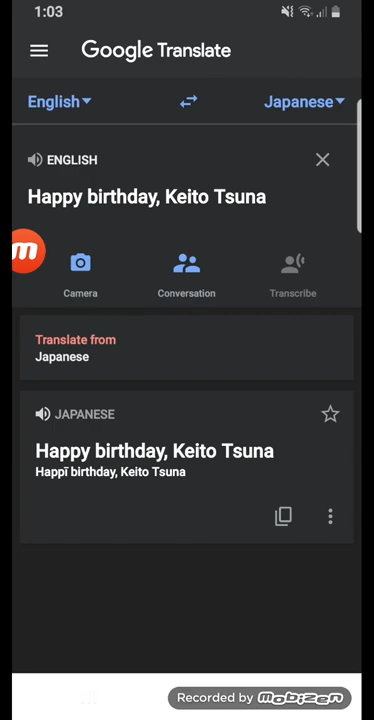 1:03
Google Translate
English
Japanese
ENGLISH
Happy birthday, Keito Tsuna
m
Camera
Conversation
Transcribe
Translate from
Japanese
JAPANESE
Happy birthday, Keito Tsuna
Happī birthday, Keito Tsuna
Recorded by mobizen